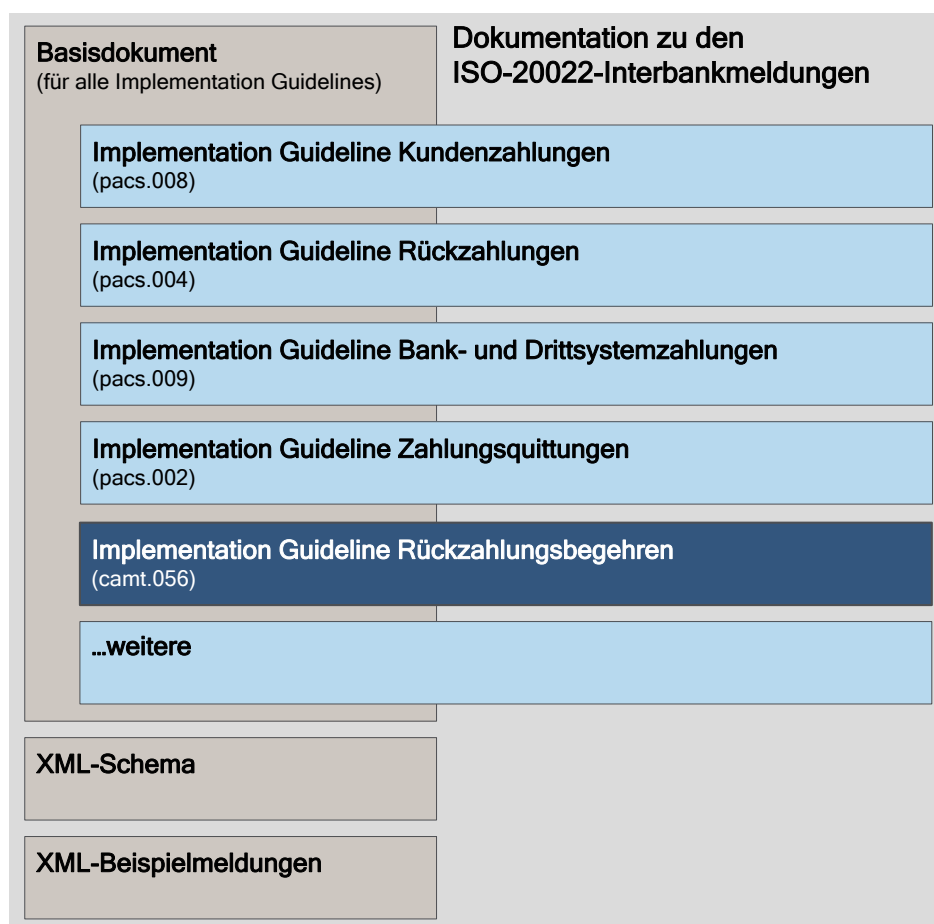 Basisdokument
(für alle Implementation Guidelines)
Dokumentation zu den
ISO-20022-Interbankmeldungen
Implementation Guideline Kundenzahlungen
(pacs.008)
Implementation Guideline Rückzahlungen
(pacs.004)
Implementation Guideline Bank- und Drittsystemzahlungen
(pacs.009)
Implementation Guideline Zahlungsquittungen
(pacs.002)
Implementation Guideline Rückzahlungsbegehren
(camt.056)
...weitere
XML-Schema
XML-Beispielmeldungen